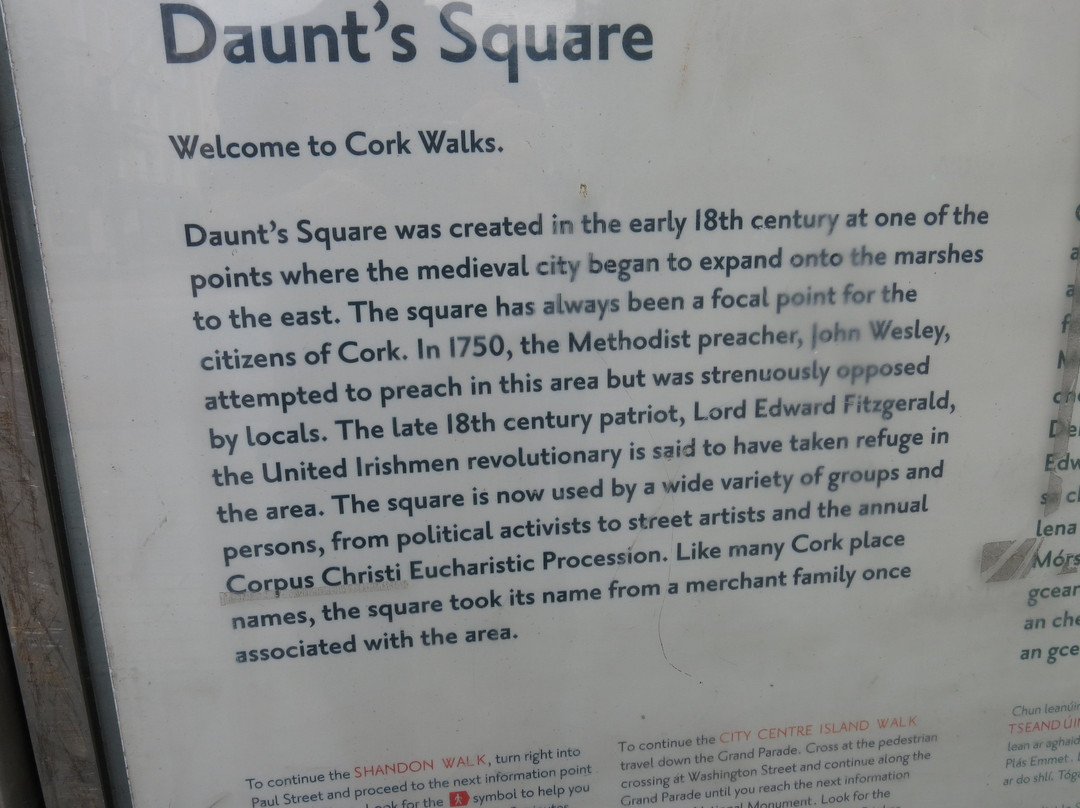 Daunt's Square
Welcome to Cork Walks.
Daunt's Square was created in the early 18th century at one of the
points where the medieval city began to expand onto the marshes
to the east. The square has always been a focal point for the
citizens of Cork. In 1750, the Methodist preacher, John Wesley,
attempted to preach in this area but was strenuously opposed
by locals. The late 18th century patriot, Lord Edward Fitzgerald,
the United Irishmen revolutionary is said to have taken refuge in
the area. The square is now used by a wide variety of groups and
persons, from political activists to street artists and the annual
Corpus Christi Eucharistic Procession. Like many Cork place
names, the square took its name from a merchant family once
associated with the area.
To continue the SHANDON WALK, turn right into
Paul Street and proceed to the next information point
for the symbol to help you
To continue the CITY CENTRE ISLAND WALK
travel down the Grand Parade. Cross at the pedestrian
crossing at Washington Street and continue along the
Grand Parade until you reach the next information
Monument. Look for the
lena
an
an
Chun
TSEAND
lean ar
Plás Emmet.
ar do shlí,